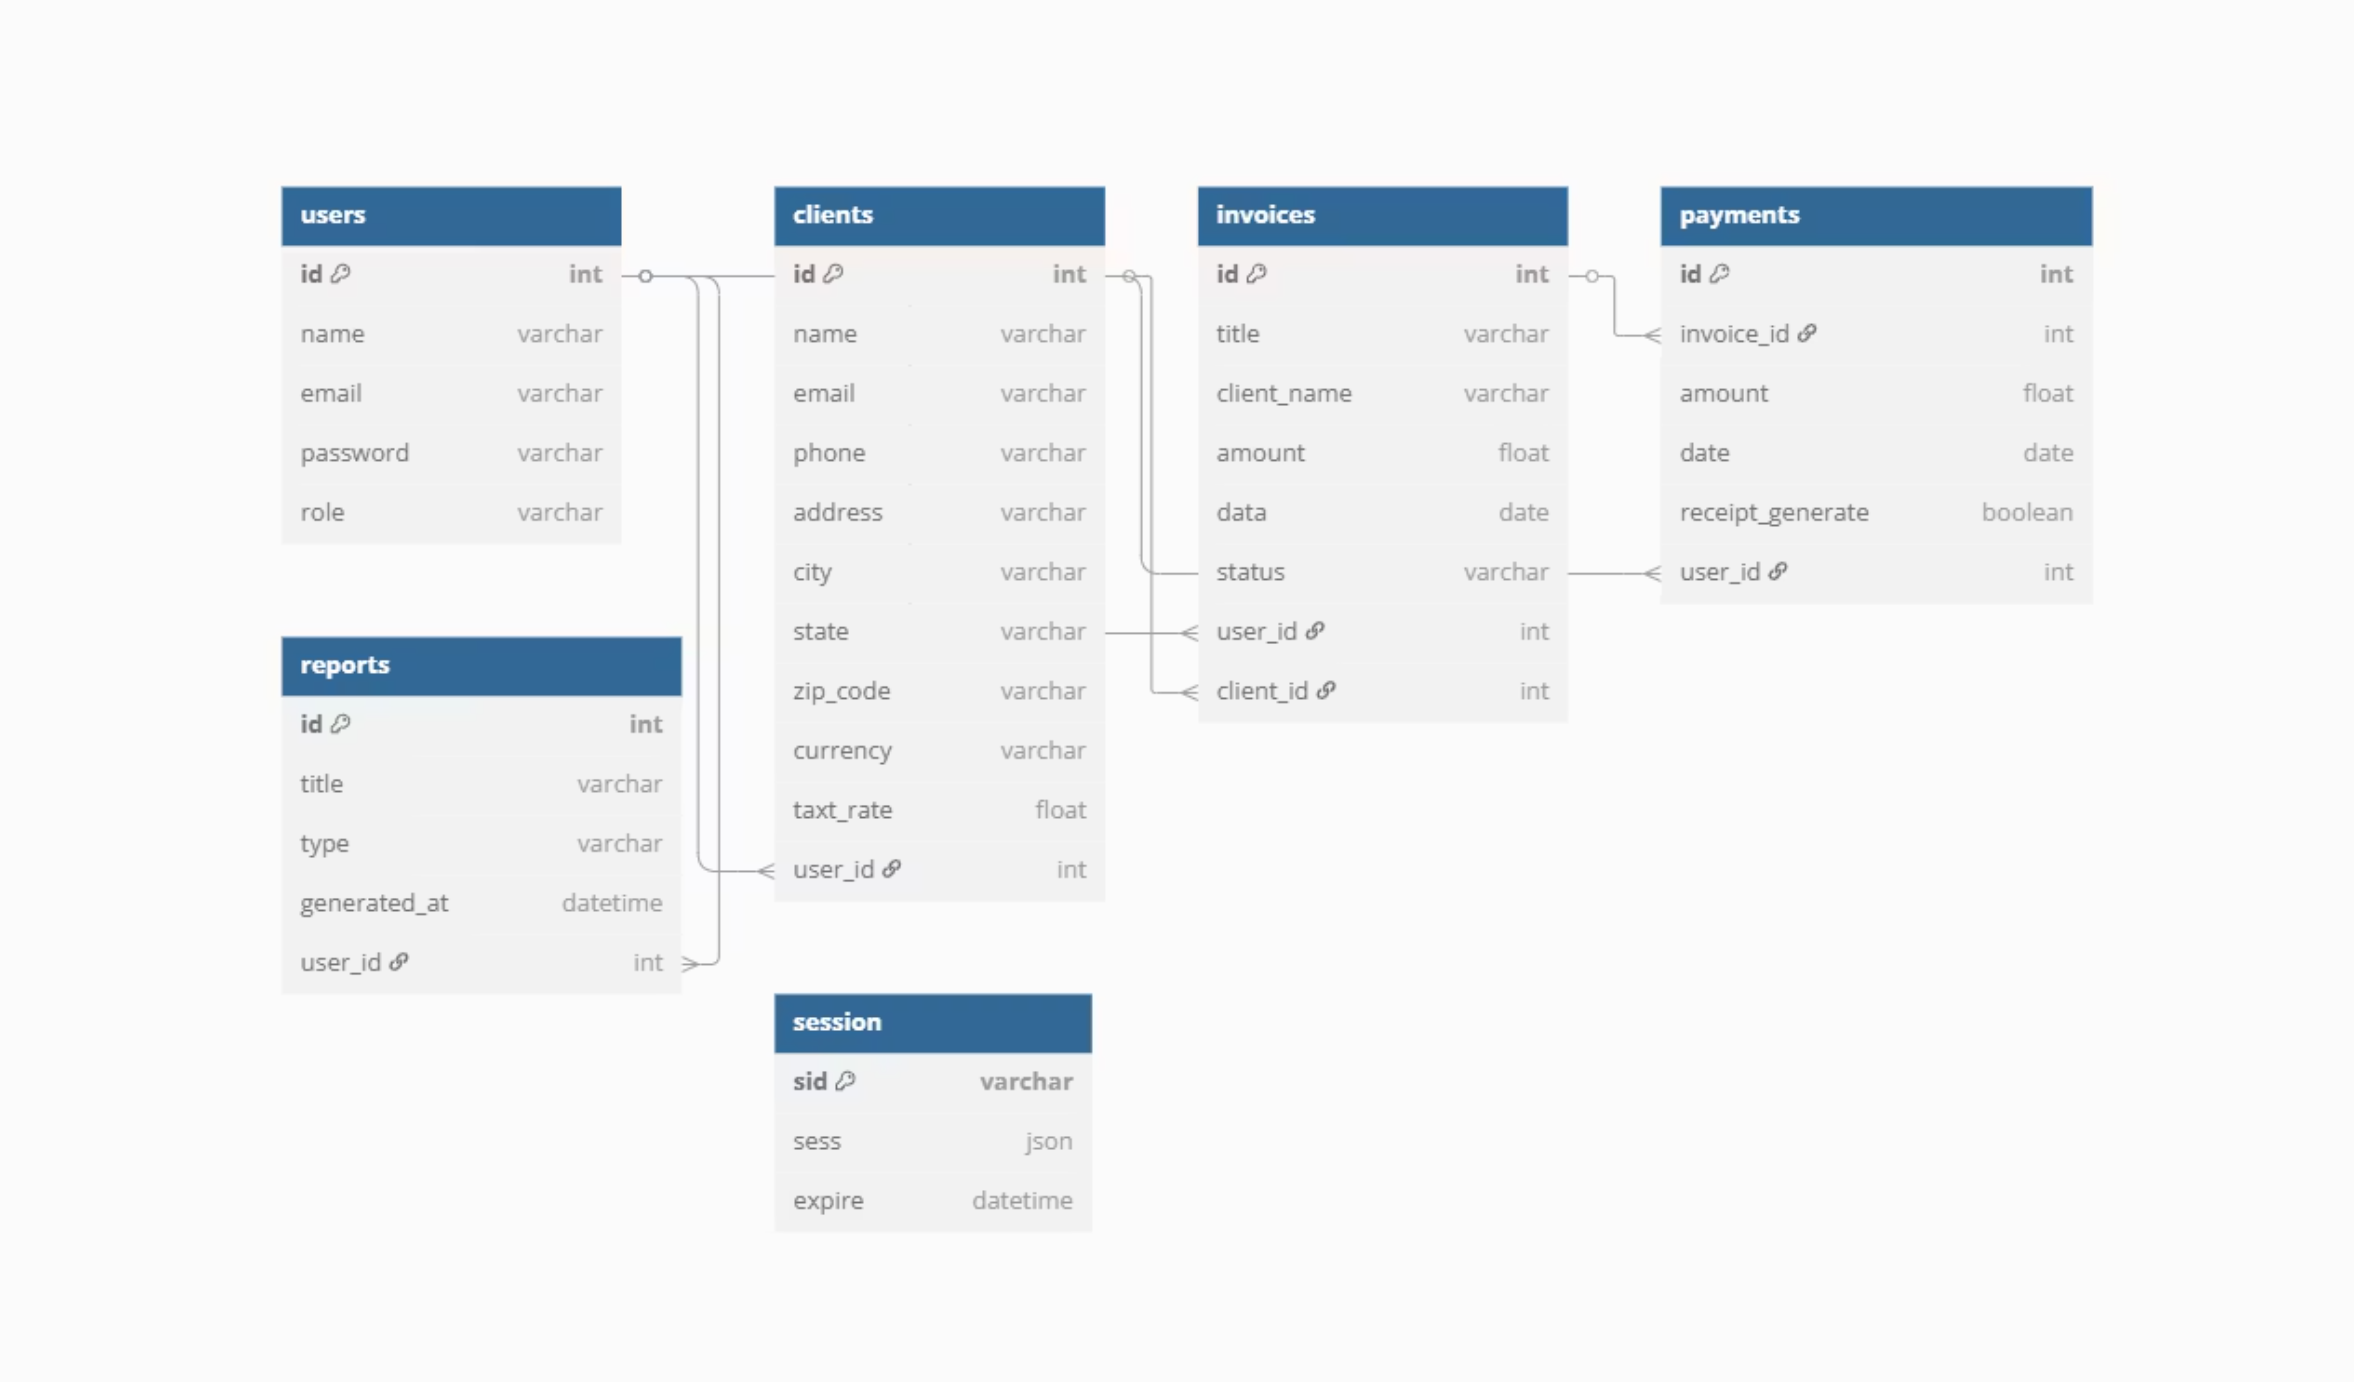 users
id int
name varchar
email varchar
password varchar
role varchar
reports
id int
title varchar
type varchar
generated_at datetime
user_id int
clients
id int
name varchar
email varchar
phone varchar
address varchar
city varchar
state varchar
zip_code varchar
currency varchar
taxt_rate float
user_id int
session
sid varchar
sess json
expire datetime
invoices
id int
title varchar
client_name varchar
amount float
data date
status varchar
user_id int
client_id int
payments
id int
invoice_id int
amount float
date date
receipt_generate boolean
user_id int